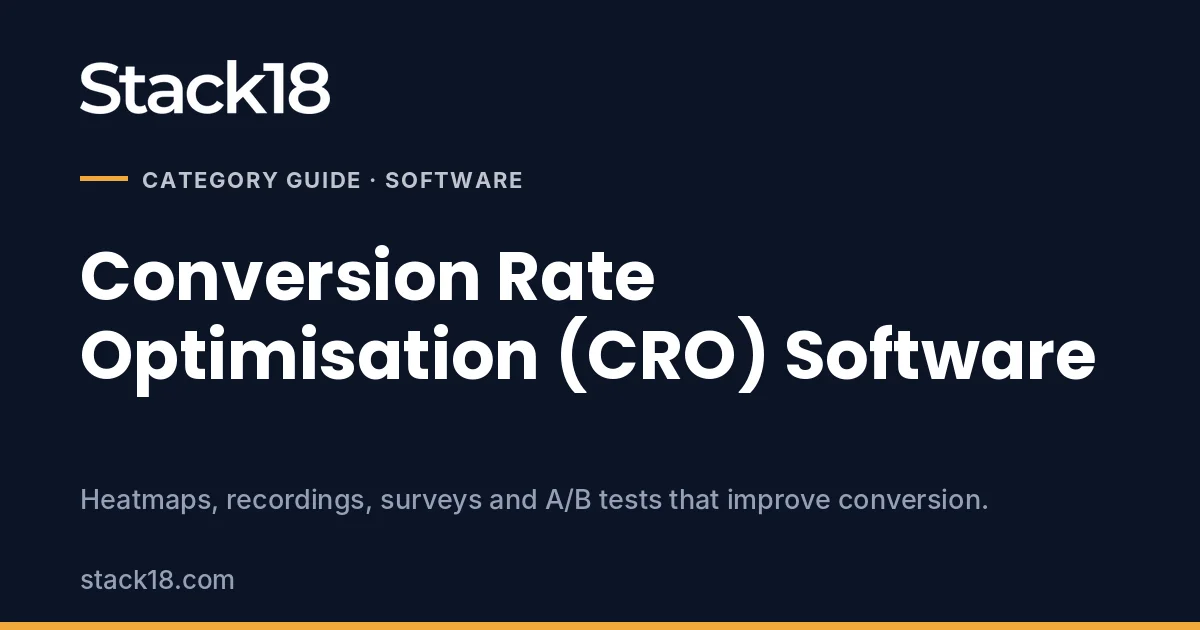 Stack18
CATEGORY GUIDE · SOFTWARE
Conversion Rate
Optimisation (CRO) Software
Heatmaps, recordings, surveys and A/B tests that improve conversion.
stack18.com